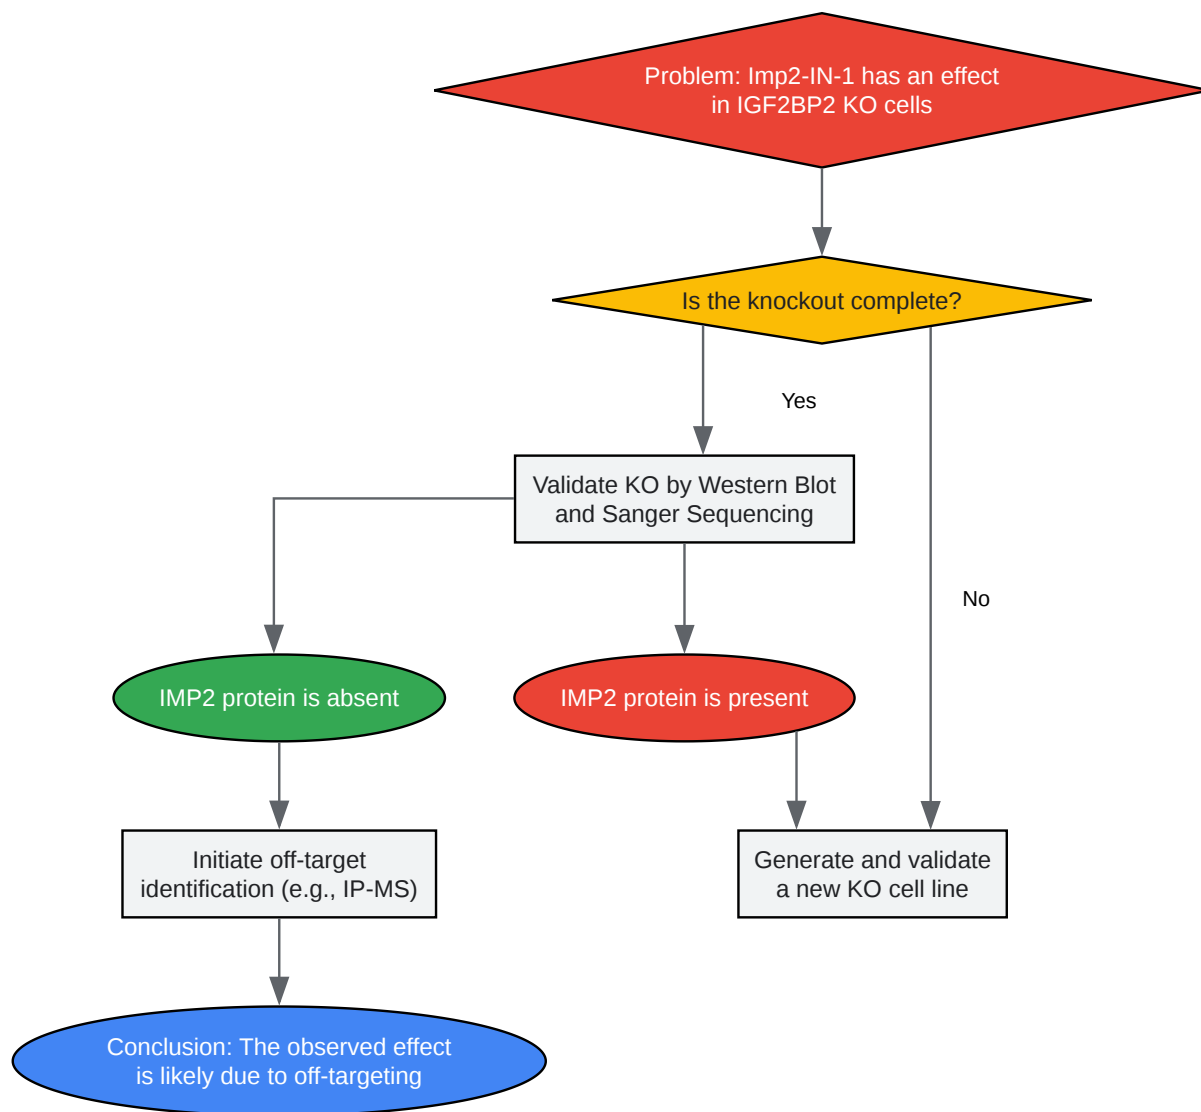 Problem: Imp2-IN-1 has an effect
in IGF2BP2 KO cells
Is the knockout complete?
Yes
Validate KO by Western Blot
and Sanger Sequencing
No
IMP2 protein is absent
IMP2 protein is present
Initiate off-target
identification (e.g., IP-MS)
Generate and validate
a new KO cell line
Conclusion: The observed effect
is likely due to off-targeting